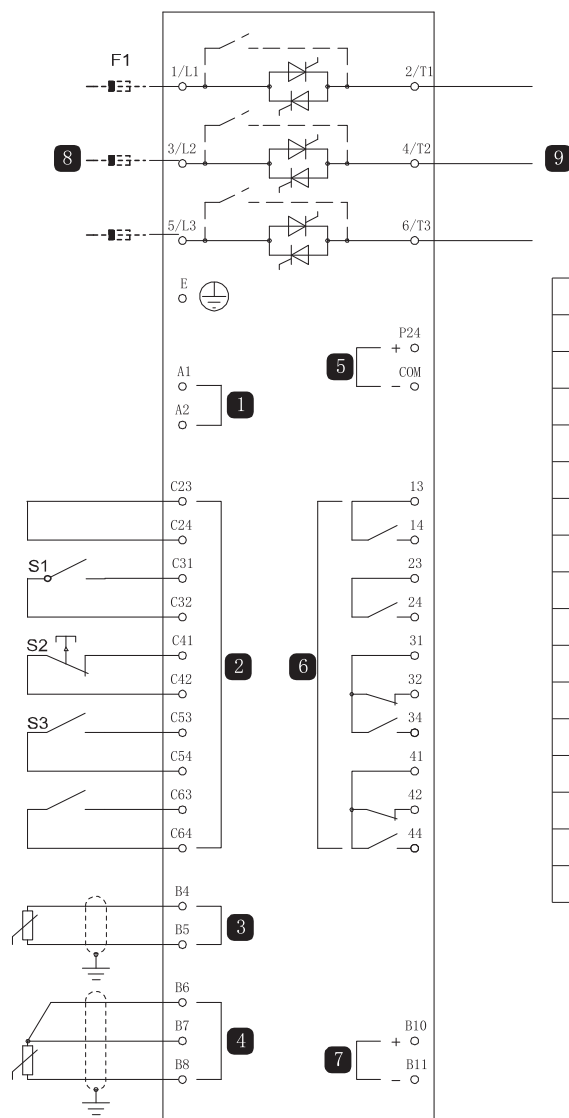 F1
1/L1
2/T1
8
3/L2
4/T2
9
5/L3
6/T3
E
P24
+
5
COM
-
A1
1
A2
C23
13
C24
14
S1
C31
23
C32
24
S2
C41
31
2
6
C42
32
S3
C53
34
C54
41
C63
42
C64
44
B4
3
B5
B6
B7
4
B10
+
7
B8
B11
-